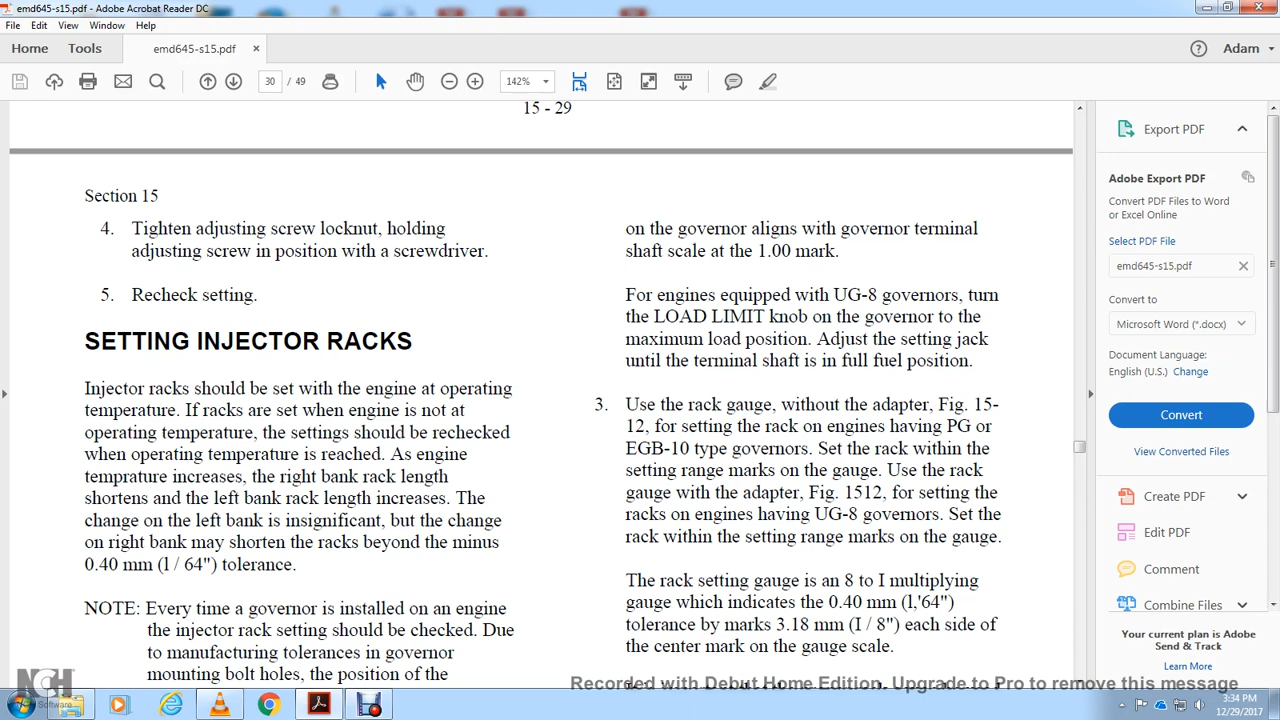 emd645-s15.pdf - Adobe Acrobat Reader DC
File Edit View Window Help
Home Tools emd645-s15.pdf × Adam
30 / 49 142%
15 - 29
Section 15
4. Tighten adjusting screw locknut, holding
adjusting screw in position with a screwdriver.
5. Recheck setting.
SETTING INJECTOR RACKS
Injector racks should be set with the engine at operating
temperature. If racks are set when engine is not at
operating temperature, the settings should be rechecked
when operating temperature is reached. As engine
temprature increases, the right bank rack length
shortens and the left bank rack length increases. The
change on the left bank is insignificant, but the change
on right bank may shorten the racks beyond the minus
0.40 mm (l / 64") tolerance.
NOTE: Every time a governor is installed on an engine
the injector rack setting should be checked. Due
to manufacturing tolerances in governor
mounting bolt holes, the position of the
on the governor aligns with governor terminal
shaft scale at the 1.00 mark.
For engines equipped with UG-8 governors, turn
the LOAD LIMIT knob on the governor to the
maximum load position. Adjust the setting jack
until the terminal shaft is in full fuel position.
3. Use the rack gauge, without the adapter, Fig. 15-
12, for setting the rack on engines having PG or
EGB-10 type governors. Set the rack within the
setting range marks on the gauge. Use the rack
gauge with the adapter, Fig. 1512, for setting the
racks on engines having UG-8 governors. Set the
rack within the setting range marks on the gauge.
The rack setting gauge is an 8 to I multiplying
gauge which indicates the 0.40 mm (l,'64")
tolerance by marks 3.18 mm (I / 8") each side of
the center mark on the gauge scale.
Export PDF
Adobe Export PDF
Convert PDF Files to Word
or Excel Online
Select PDF File
emd645-s15.pdf ×
Convert to
Microsoft Word (*.docx)
Document Language:
English (U.S.) Change
Convert
View Converted Files
Create PDF
Edit PDF
Comment
Combine Files
Your current plan is Adobe
Send & Track
Learn More
NCH
Software
Recorded with Debut Home Edition. Upgrade to Pro to remove this message
3:34 PM
12/29/2017